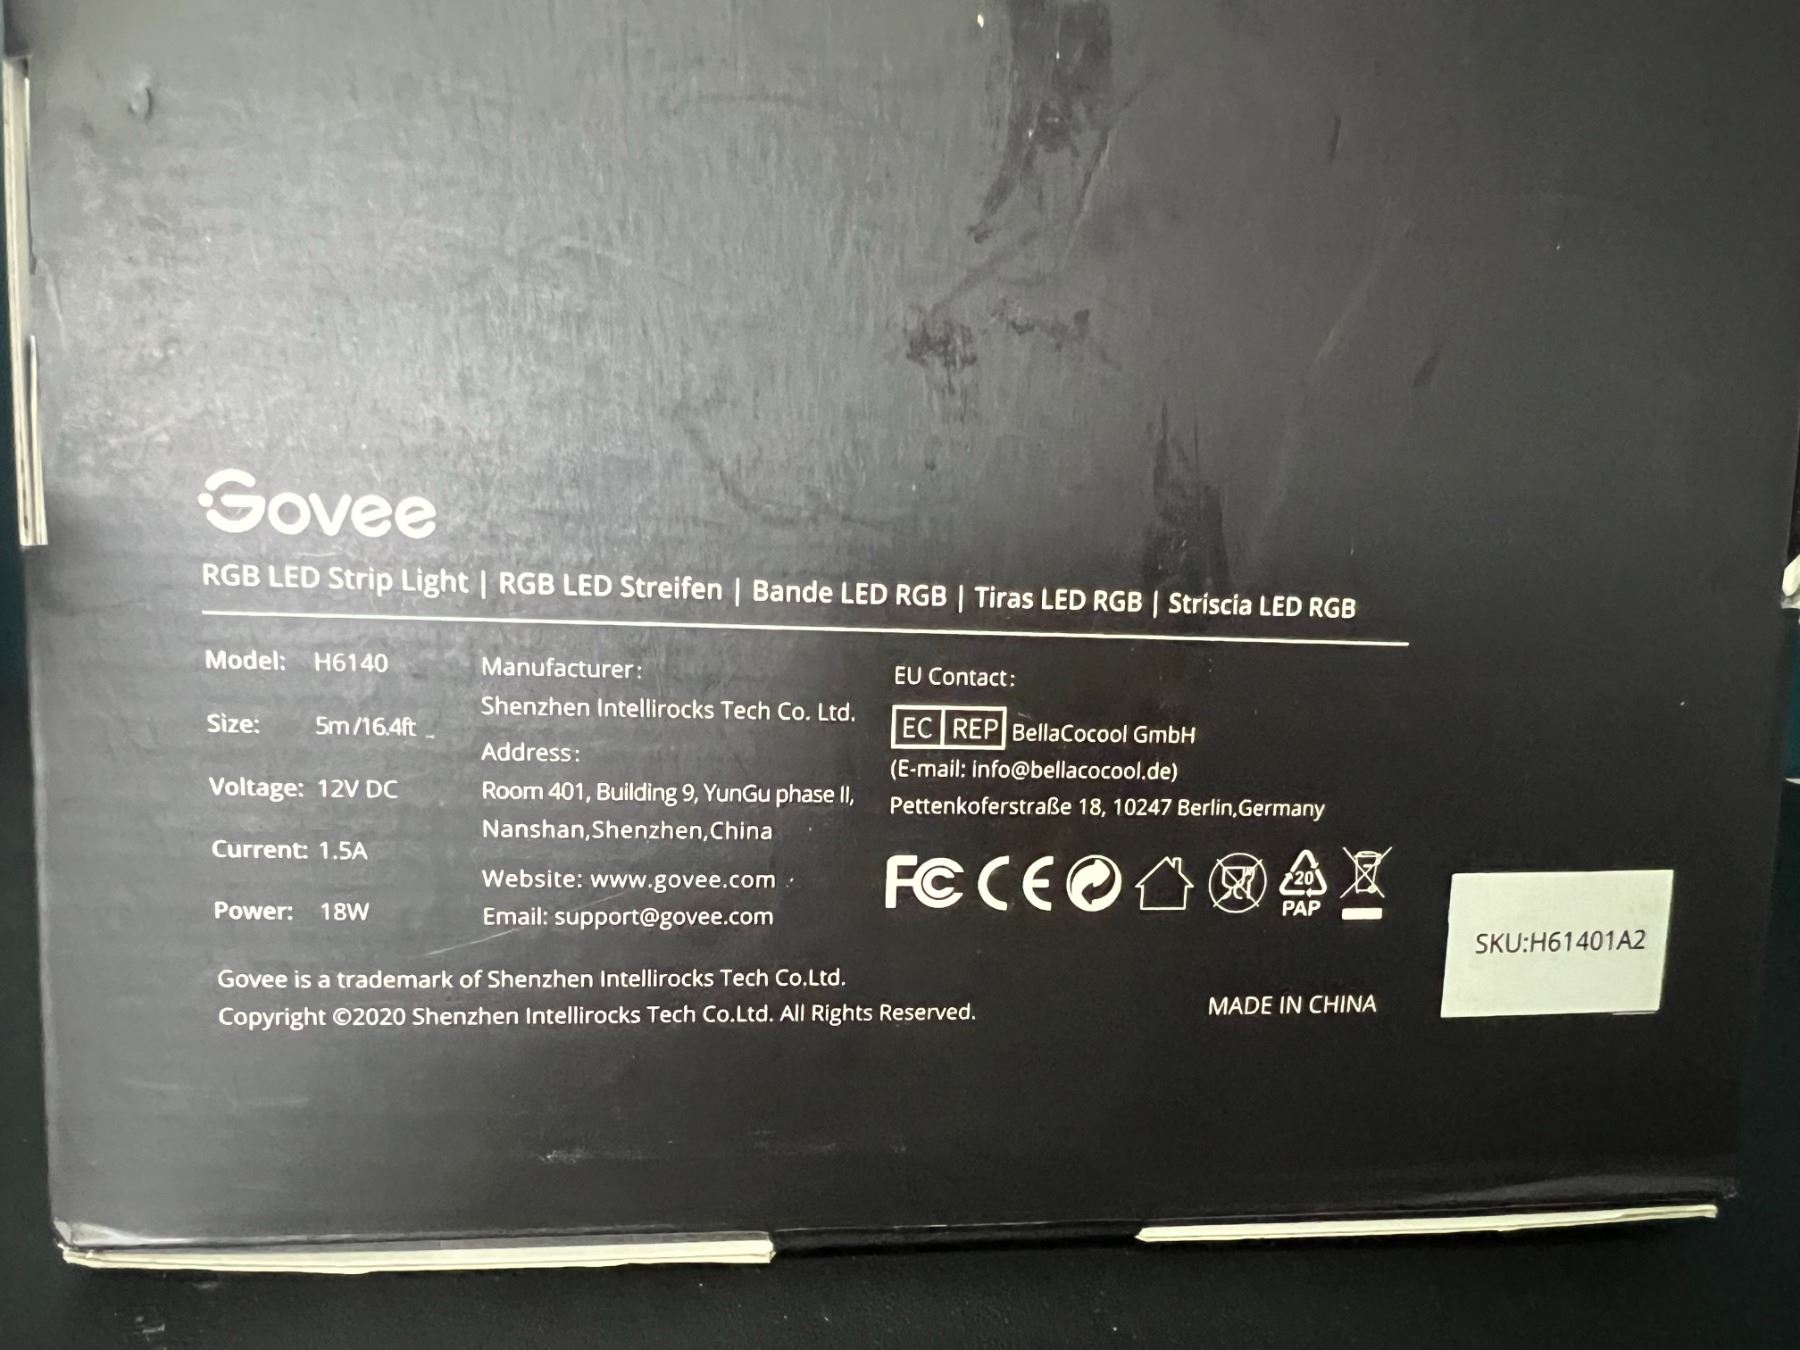 Govee
RGB LED Strip Light | RGB LED Streifen | Bande LED RGB | Tiras LED RGB | Striscia LED RGB
Model: H6140
Size: 5m/16.4ft
Voltage: 12V DC
Current: 1.5A
Power: 18W
Manufacturer:
Shenzhen Intellirocks Tech Co. Ltd.
Address:
Room 401, Building 9, YunGu phase II,
Nanshan,Shenzhen,China
Website: www.govee.com
Email: support@govee.com
EU Contact:
EC REP BellaCocool GmbH
(E-mail: info@bellacocool.de)
Pettenkoferstraße 18, 10247 Berlin,Germany
FC CE 20
PAP
Govee is a trademark of Shenzhen Intellirocks Tech Co.Ltd.
Copyright ©2020 Shenzhen Intellirocks Tech Co.Ltd. All Rights Reserved.
MADE IN CHINA
SKU:H61401A2